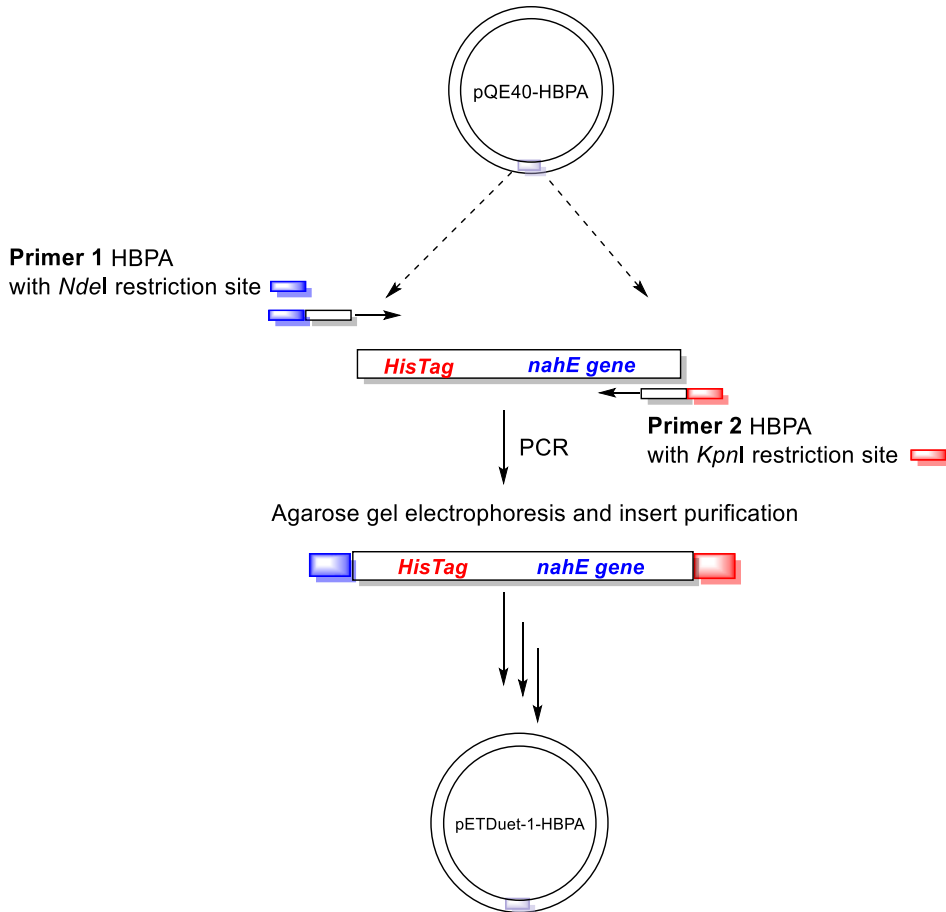 pQE40-HBPA
Primer 1 HBPA
with NdeI restriction site
HisTag nahE gene
Primer 2 HBPA
with KpnI restriction site
PCR
Agarose gel electrophoresis and insert purification
HisTag nahE gene
pETDuet-1-HBPA